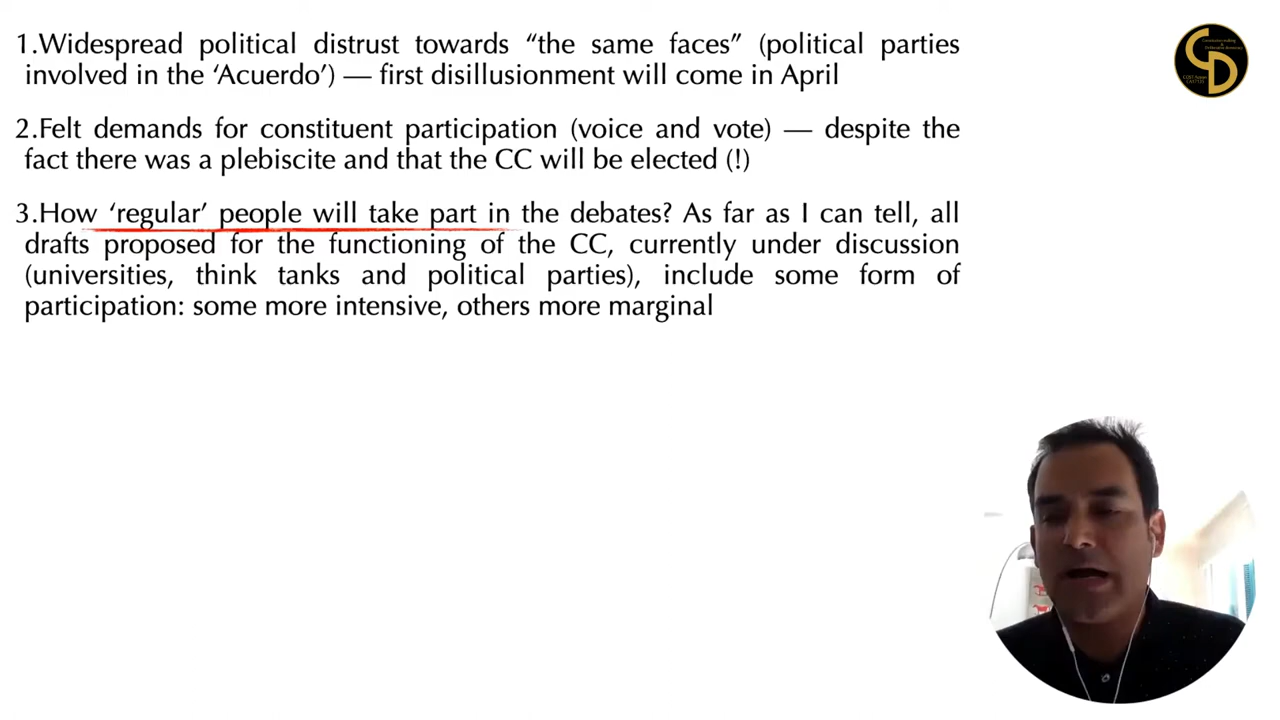 1.Widespread political distrust towards “the same faces” (political parties
involved in the ‘Acuerdo’) — first disillusionment will come in April
2.Felt demands for constituent participation (voice and vote) — despite the
fact there was a plebiscite and that the CC will be elected (!)
3.How ‘regular’ people will take part in the debates? As far as I can tell, all
drafts proposed for the functioning of the CC, currently under discussion
(universities, think tanks and political parties), include some form of
participation: some more intensive, others more marginal